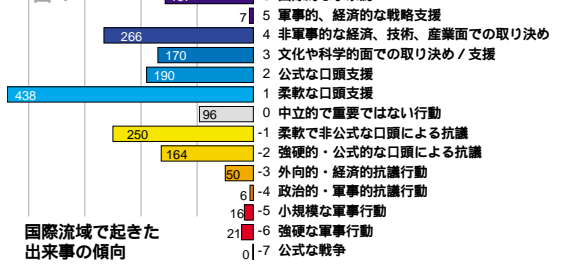 7 5 軍事的、経済的な戦略支援
266 4 非軍事的な経済、技術、産業面での取り決め
170 3 文化や科学的面での取り決め / 支援
190 2 公式な口頭支援
438 1 柔軟な口頭支援
96 0 中立的で重要ではない行動
250 -1 柔軟で非公式な口頭による抗議
164 -2 強硬的・公式的な口頭による抗議
50 -3 外向的・経済的抗議行動
6 -4 政治的・軍事的抗議行動
16 -5 小規模な軍事行動
21 -6 強硬な軍事行動
0 -7 公式な戦争
国際流域で起きた
出来事の傾向